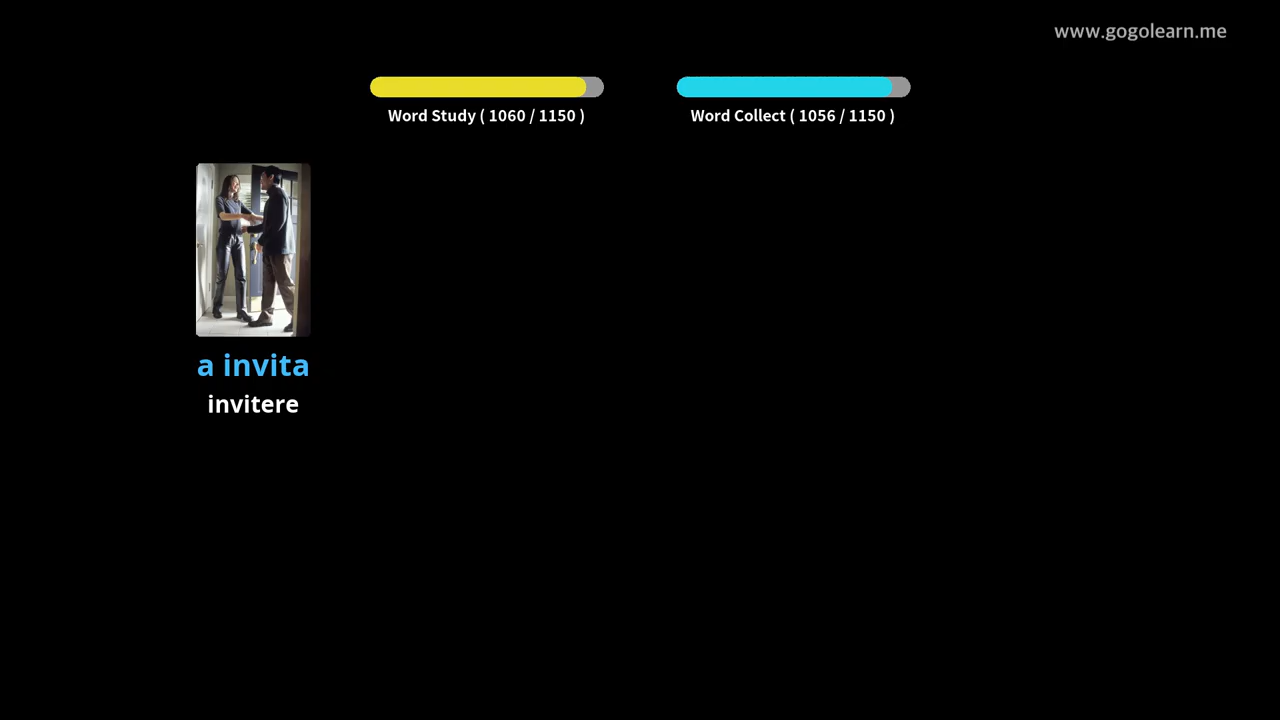 www.gogolearn.me
Word Study ( 1060 / 1150 )
Word Collect ( 1056 / 1150 )
a invita
invitere